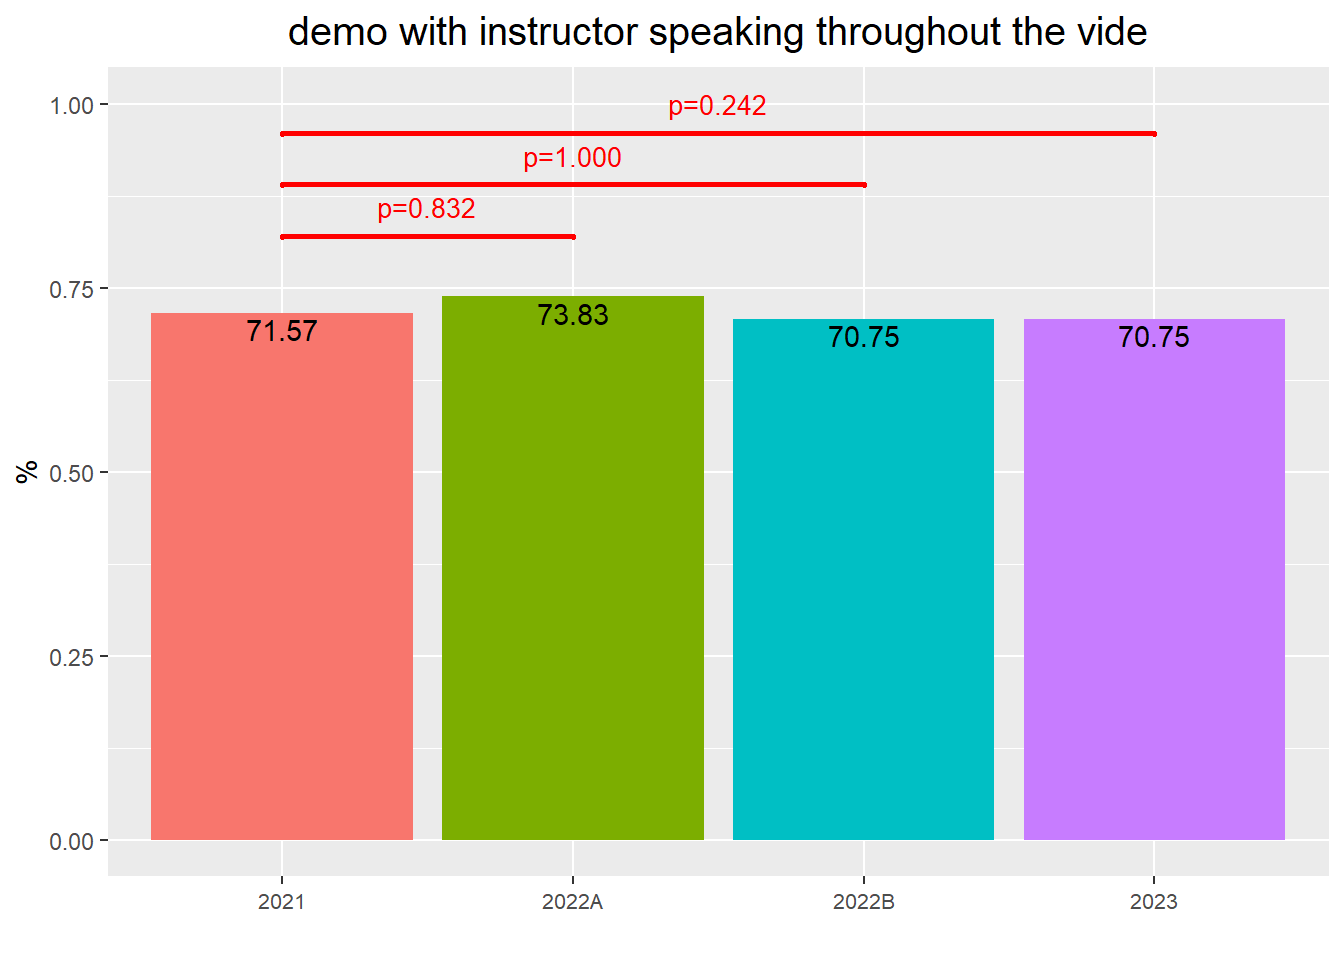 demo with instructor speaking throughout the vide
1.00
p=0.242
p=1.000
p=0.832
0.75
71.57
73.83
70.75
70.75
%
0.50
0.25
0.00
2021
2022A
2022B
2023